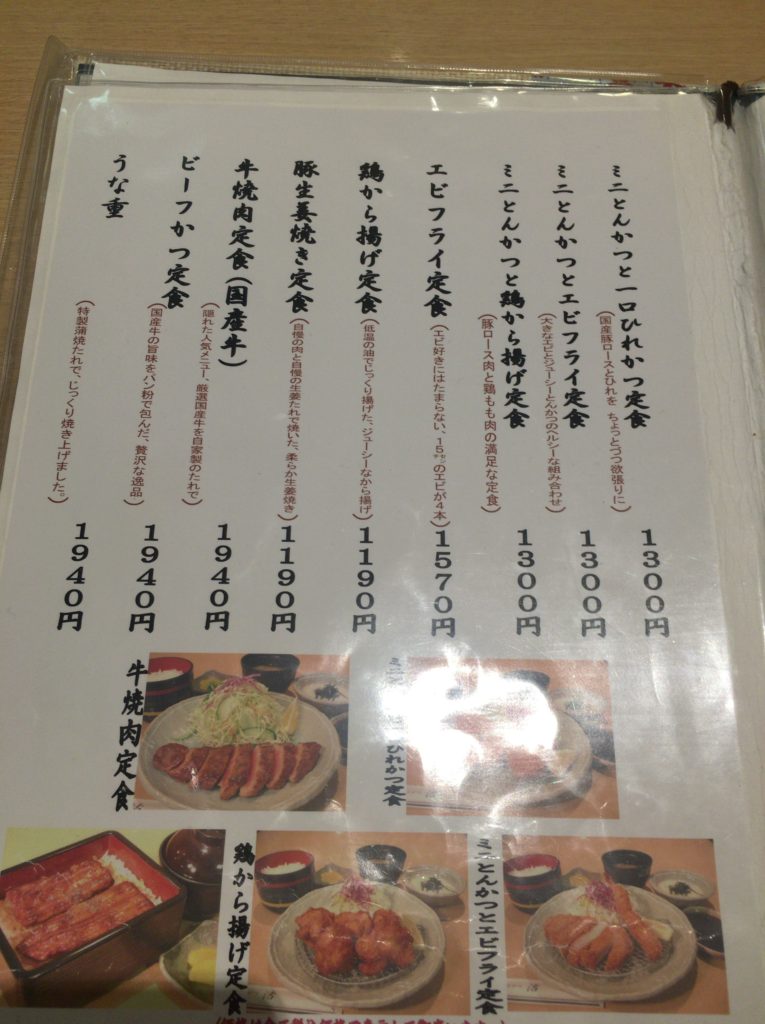 ミニとんかつと一口ひれかつ定食
(国産豚ロースとひれを ちょっとづつ欲張りに)
1300円
ミニとんかつとエビフライ定食
(大きなエビとジューシーとんかつのヘルシーな組み合わせ)
1300円
ミニとんかつと鶏から揚げ定食
(豚ロース肉と鶏もも肉の満足な定食)
1300円
エビフライ定食
(エビ好きにはたまらない、15㌢のエビが4本)
1570円
鶏から揚げ定食
(低温の油でじっくり揚げた、ジューシーなから揚げ)
1190円
豚生姜焼き定食
(自慢の肉と自慢の生姜たれで焼いた、柔らか生姜焼き)
1190円
牛焼肉定食(国産牛)
(隠れた人気メニュー、厳選国産牛を自家製のたれで)
1940円
ビーフかつ定食
(国産牛の旨味をパン粉で包んだ、贅沢な逸品)
1940円
うな重
(特製蒲焼たれで、じっくり焼き上げました。)
1940円
ミニ
ひれかつ定食
牛焼肉定食
ミニとんかつとエビフライ定食
鶏から揚げ定食